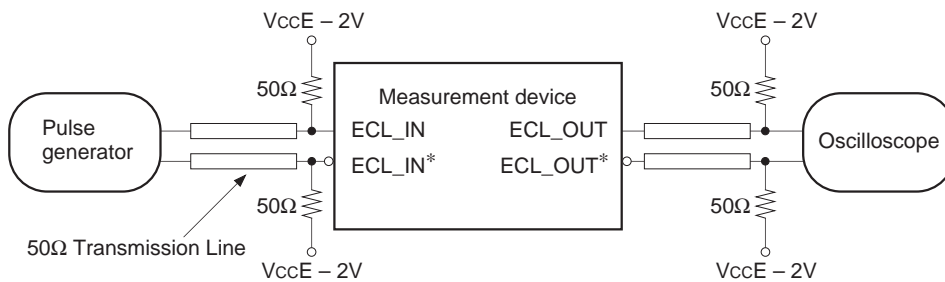 VCCE – 2V
VCCE – 2V
50Ω
50Ω
Measurement device
Pulse
generator
ECL_IN
ECL_OUT
Oscilloscope
ECL_IN*
ECL_OUT*
50Ω
50Ω
50Ω Transmission Line
VCCE – 2V
VCCE – 2V